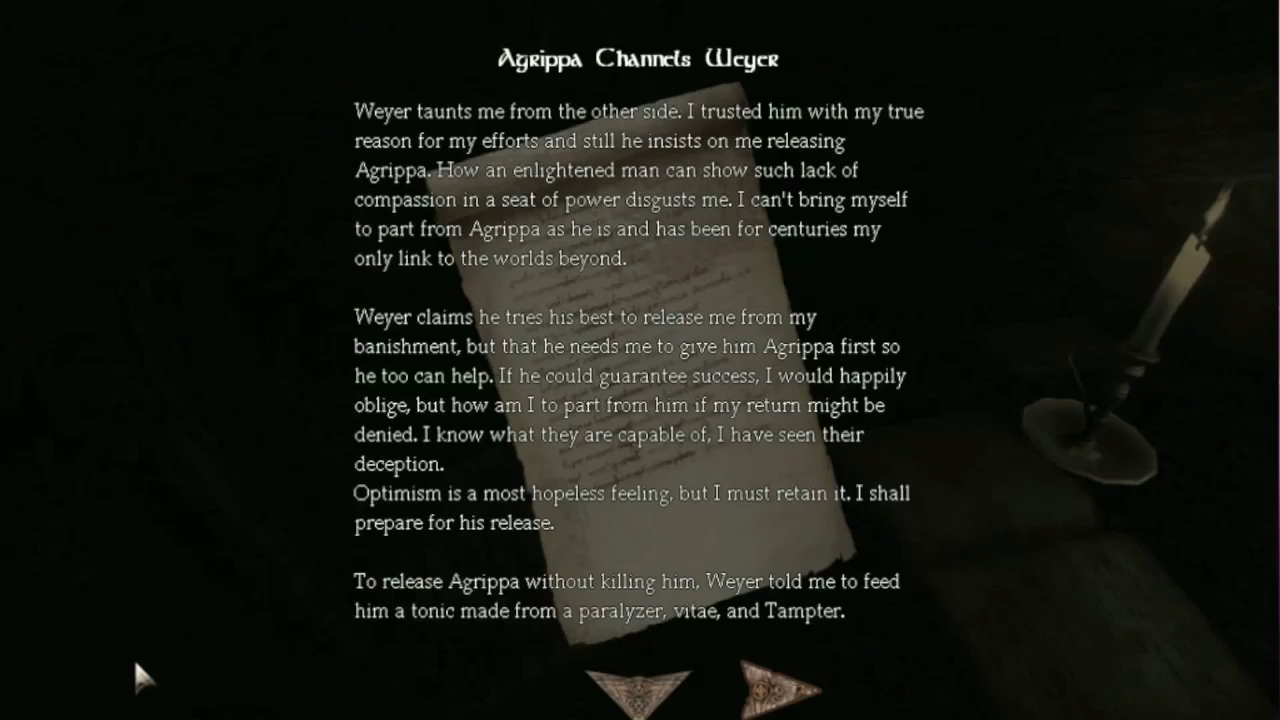 Agrippa Channels Weyer
Weyer taunts me from the other side. I trusted him with my true
reason for my efforts and still he insists on me releasing
Agrippa. How an enlightened man can show such lack of
compassion in a seat of power disgusts me. I can't bring myself
to part from Agrippa as he is and has been for centuries my
only link to the worlds beyond.
Weyer claims he tries his best to release me from my
banishment, but that he needs me to give him Agrippa first so
he too can help. If he could guarantee success, I would happily
oblige, but how am I to part from him if my return might be
denied. I know what they are capable of, I have seen their
deception.
Optimism is a most hopeless feeling, but I must retain it. I shall
prepare for his release.
To release Agrippa without killing him, Weyer told me to feed
him a tonic made from a paralyzer, vitae, and Tampter.